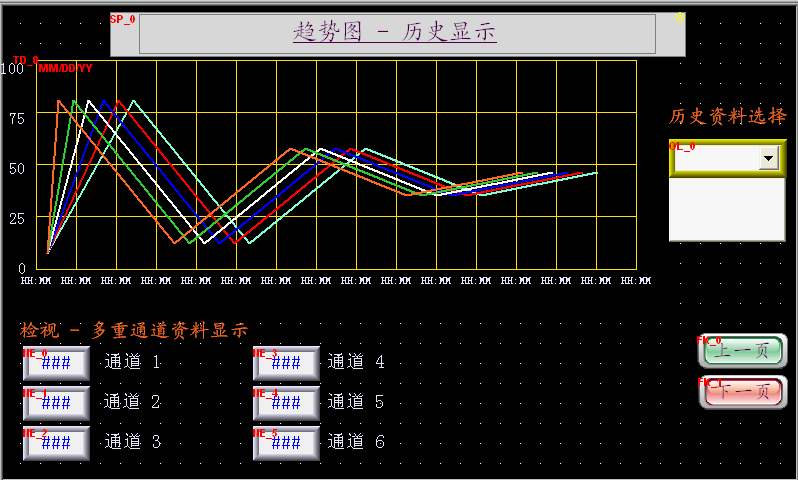 SP_0
趋势图 - 历史显示
TD_0
MM/DD/YY
100
75
50
25
0
HH:MM HH:MM HH:MM HH:MM HH:MM HH:MM HH:MM HH:MM HH:MM HH:MM HH:MM HH:MM HH:MM HH:MM HH:MM HH:MM
历史资料选择
OL_0
检视 - 多重通道资料显示
NE_0 ### 通道 1
NE_3 ### 通道 4
NE_1 ### 通道 2
NE_4 ### 通道 5
NE_2 ### 通道 3
NE_5 ### 通道 6
FK_0
上一页
FK_1
下一页